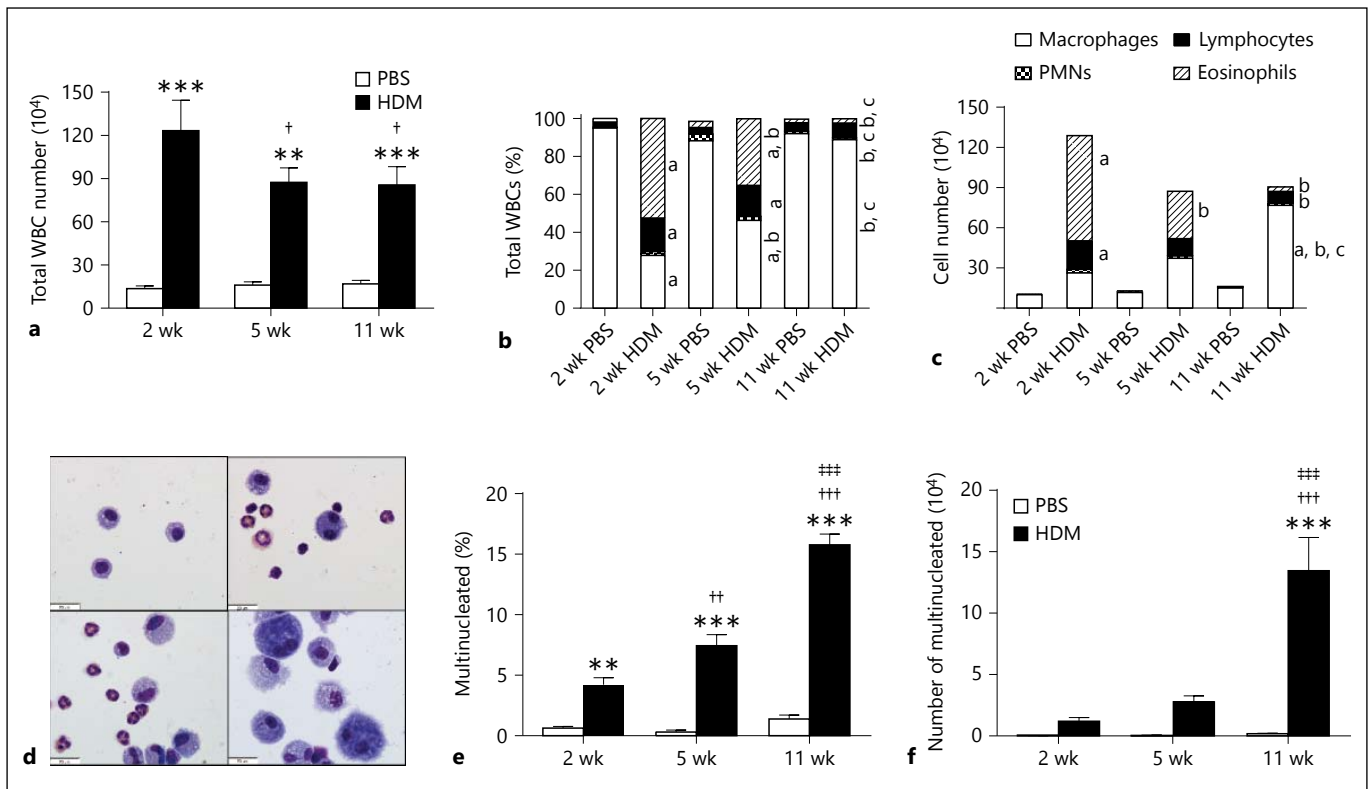 PBS
HDM
Total WBC number (10⁴)
150
120
90
60
30
0
***
†
**
†
***
2 wk
5 wk
11 wk
a
Total WBCs (%)
100
80
60
40
20
0
a
a
a
a, b
a
a, b
b, c
b, c
b, c
2 wk PBS
2 wk HDM
5 wk PBS
5 wk HDM
11 wk PBS
11 wk HDM
b
Macrophages
Lymphocytes
PMNs
Eosinophils
Cell number (10⁴)
150
120
90
60
30
a
a
b
b
b
a, b, c
2 wk PBS
2 wk HDM
5 wk PBS
5 wk HDM
11 wk PBS
11 wk HDM
c
d
Multinucleated (%)
20
15
10
5
0
**
††
***
‡‡‡
†††
***
2 wk
5 wk
11 wk
e
PBS
HDM
Number of multinucleated (10⁴)
20
15
10
5
0
‡‡‡
†††
***
2 wk
5 wk
11 wk
f